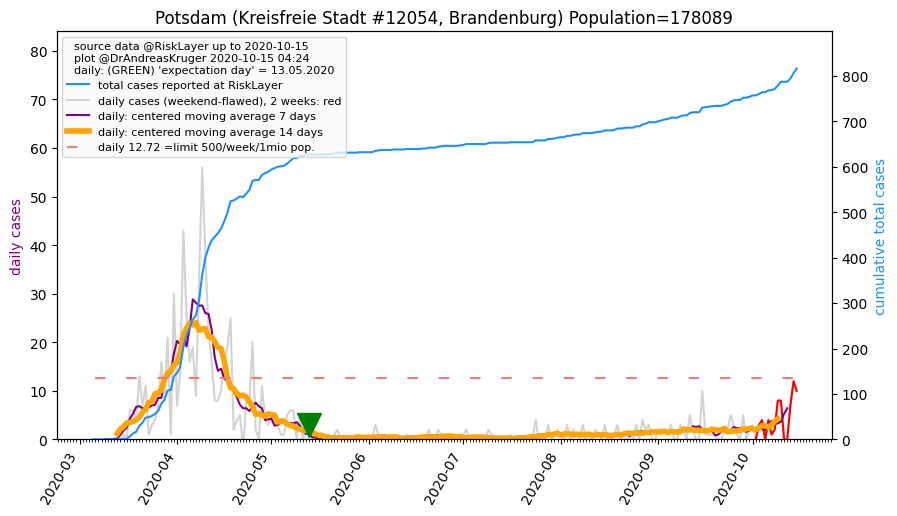 Potsdam (Kreisfreie Stadt #12054, Brandenburg) Population=178089
source data @RiskLayer up to 2020-10-15
plot @DrAndreasKruger 2020-10-15 04:24
daily: (GREEN) 'expectation day' = 13.05.2020
total cases reported at RiskLayer
daily cases (weekend-flawed), 2 weeks: red
daily: centered moving average 7 days
daily: centered moving average 14 days
daily 12.72 =limit 500/week/1mio pop.
daily cases
80
70
60
50
40
30
20
10
0
cumulative total cases
800
700
600
500
400
300
200
100
0
2020-03
2020-04
2020-05
2020-06
2020-07
2020-08
2020-09
2020-10